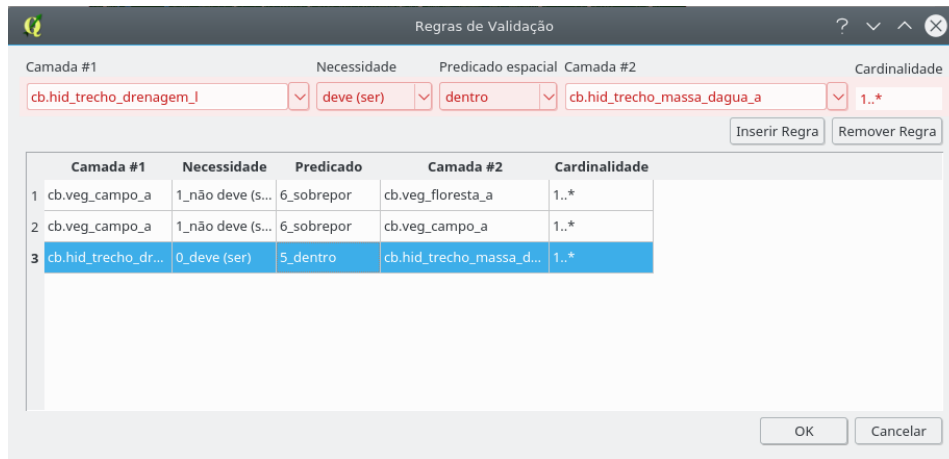 Regras de Validação
Camada #1 Necessidade Predicado espacial Camada #2 Cardinalidade
cb.hid_trecho_drenagem_l deve (ser) dentro cb.hid_trecho_massa_dagua_a 1..*
Inserir Regra Remover Regra
Camada #1 Necessidade Predicado Camada #2 Cardinalidade
1 cb.veg_campo_a 1_não deve (s... 6_sobrepor cb.veg_floresta_a 1..*
2 cb.veg_campo_a 1_não deve (s... 6_sobrepor cb.veg_campo_a 1..*
3 cb.hid_trecho_dr... 0_deve (ser) 5_dentro cb.hid_trecho_massa_d... 1..*
OK Cancelar